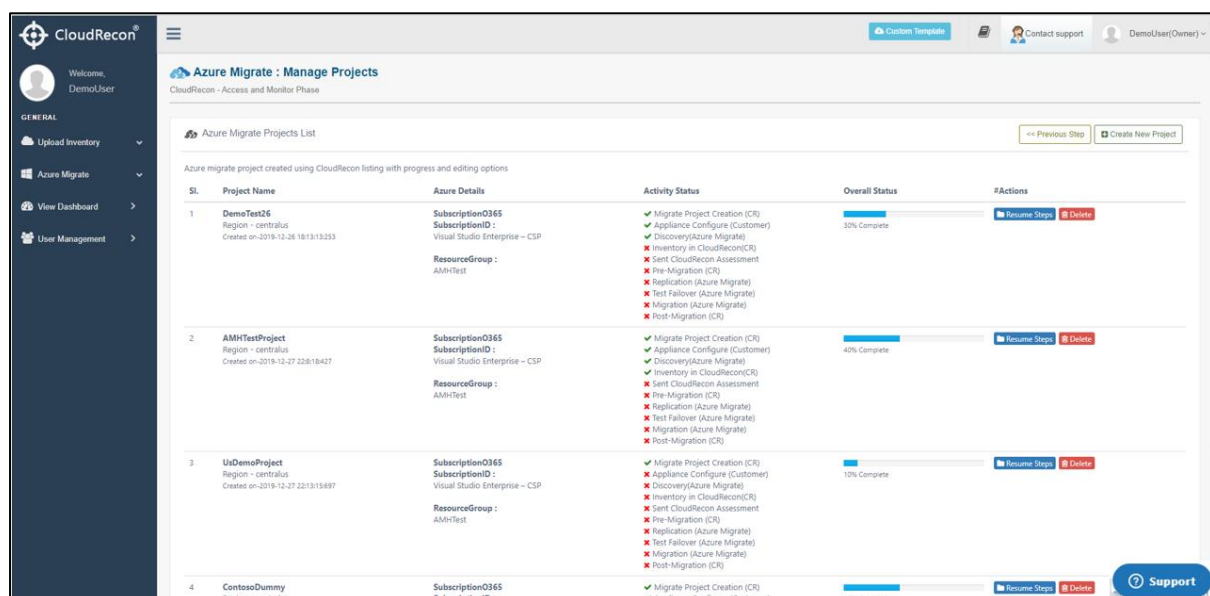 CloudRecon®
Custom Template
Contact support
DemoUser(Owner)
Welcome,
DemoUser
GENERAL
Upload Inventory
Azure Migrate
View Dashboard
User Management
Azure Migrate : Manage Projects
CloudRecon - Access and Monitor Phase
Azure Migrate Projects List
<< Previous Step
Create New Project
Azure migrate project created using CloudRecon listing with progress and editing options
Sl. Project Name Azure Details Activity Status Overall Status #Actions
1
DemoTest26
Region - centralus
Created on-2019-12-26 18:13:13:253
SubscriptionO365
SubscriptionID :
Visual Studio Enterprise – CSP
ResourceGroup :
AMHTest
✔ Migrate Project Creation (CR)
✔ Appliance Configure (Customer)
✔ Discovery(Azure Migrate)
✖ Inventory in CloudRecon(CR)
✖ Sent CloudRecon Assessment
✖ Pre-Migration (CR)
✖ Replication (Azure Migrate)
✖ Test Failover (Azure Migrate)
✖ Migration (Azure Migrate)
✖ Post-Migration (CR)
30% Complete
Resume Steps Delete
2
AMHTestProject
Region - centralus
Created on-2019-12-27 22:8:18:427
SubscriptionO365
SubscriptionID :
Visual Studio Enterprise – CSP
ResourceGroup :
AMHTest
✔ Migrate Project Creation (CR)
✔ Appliance Configure (Customer)
✔ Discovery(Azure Migrate)
✔ Inventory in CloudRecon(CR)
✖ Sent CloudRecon Assessment
✖ Pre-Migration (CR)
✖ Replication (Azure Migrate)
✖ Test Failover (Azure Migrate)
✖ Migration (Azure Migrate)
✖ Post-Migration (CR)
40% Complete
Resume Steps Delete
3
UsDemoProject
Region - centralus
Created on-2019-12-27 22:13:15:697
SubscriptionO365
SubscriptionID :
Visual Studio Enterprise – CSP
ResourceGroup :
AMHTest
✔ Migrate Project Creation (CR)
✖ Appliance Configure (Customer)
✖ Discovery(Azure Migrate)
✖ Inventory in CloudRecon(CR)
✖ Sent CloudRecon Assessment
✖ Pre-Migration (CR)
✖ Replication (Azure Migrate)
✖ Test Failover (Azure Migrate)
✖ Migration (Azure Migrate)
✖ Post-Migration (CR)
10% Complete
Resume Steps Delete
4
ContosoDummy
SubscriptionO365
✔ Migrate Project Creation (CR)
Resume Steps Delete
Support